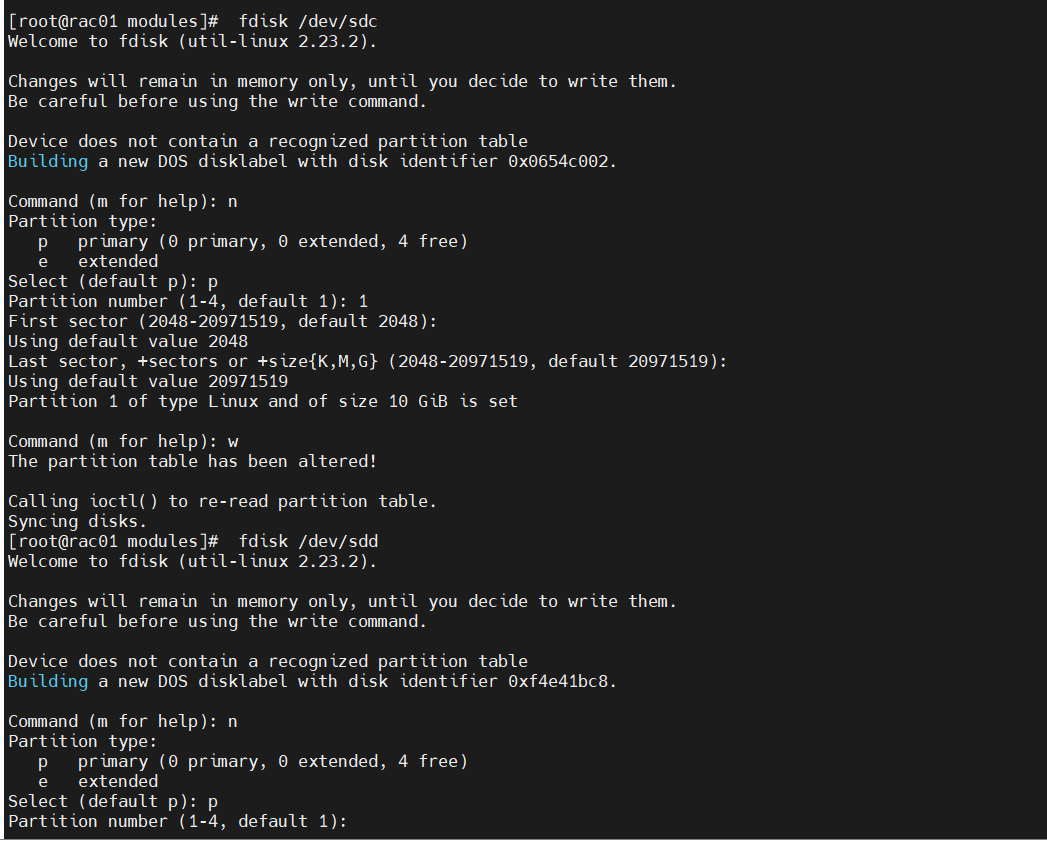 [root@rac01 modules]#  fdisk /dev/sdc
Welcome to fdisk (util-linux 2.23.2).

Changes will remain in memory only, until you decide to write them.
Be careful before using the write command.

Device does not contain a recognized partition table
Building a new DOS disklabel with disk identifier 0x0654c002.

Command (m for help): n
Partition type:
   p   primary (0 primary, 0 extended, 4 free)
   e   extended
Select (default p): p
Partition number (1-4, default 1): 1
First sector (2048-20971519, default 2048):
Using default value 2048
Last sector, +sectors or +size{K,M,G} (2048-20971519, default 20971519):
Using default value 20971519
Partition 1 of type Linux and of size 10 GiB is set

Command (m for help): w
The partition table has been altered!

Calling ioctl() to re-read partition table.
Syncing disks.
[root@rac01 modules]#  fdisk /dev/sdd
Welcome to fdisk (util-linux 2.23.2).

Changes will remain in memory only, until you decide to write them.
Be careful before using the write command.

Device does not contain a recognized partition table
Building a new DOS disklabel with disk identifier 0xf4e41bc8.

Command (m for help): n
Partition type:
   p   primary (0 primary, 0 extended, 4 free)
   e   extended
Select (default p): p
Partition number (1-4, default 1):